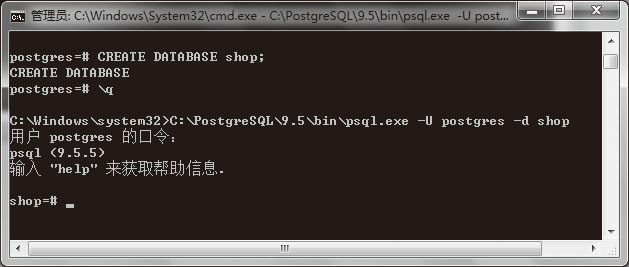 管理员: C:\Windows\System32\cmd.exe - C:\PostgreSQL\9.5\bin\psql.exe -U post...
postgres=# CREATE DATABASE shop;
CREATE DATABASE
postgres=# \q
C:\Windows\system32>C:\PostgreSQL\9.5\bin\psql.exe -U postgres -d shop
用户 postgres 的口令：
psql (9.5.5)
输入 "help" 来获取帮助信息.
shop=# _